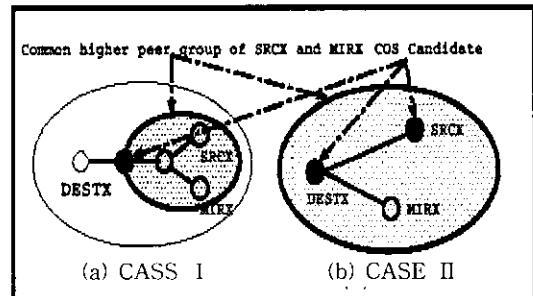 Common higher peer group of SRCX and MIRX COS Candidate
SRCX
DESTX
MIRX
SRCX
DESTX
MIRX
(a) CASS I
(b) CASE II